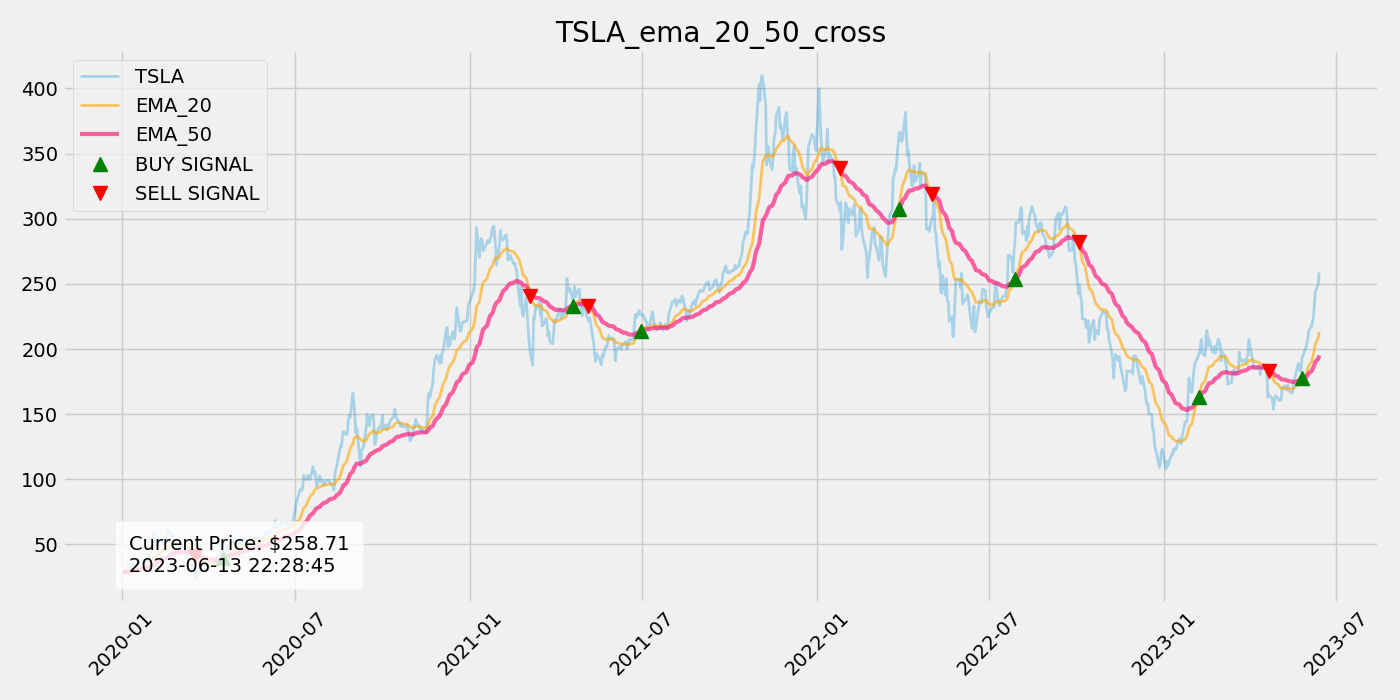 TSLA_ema_20_50_cross
TSLA
EMA_20
EMA_50
BUY SIGNAL
SELL SIGNAL
400
350
300
250
200
150
100
50
Current Price: $258.71
2023-06-13 22:28:45
2020-01
2020-07
2021-01
2021-07
2022-01
2022-07
2023-01
2023-07